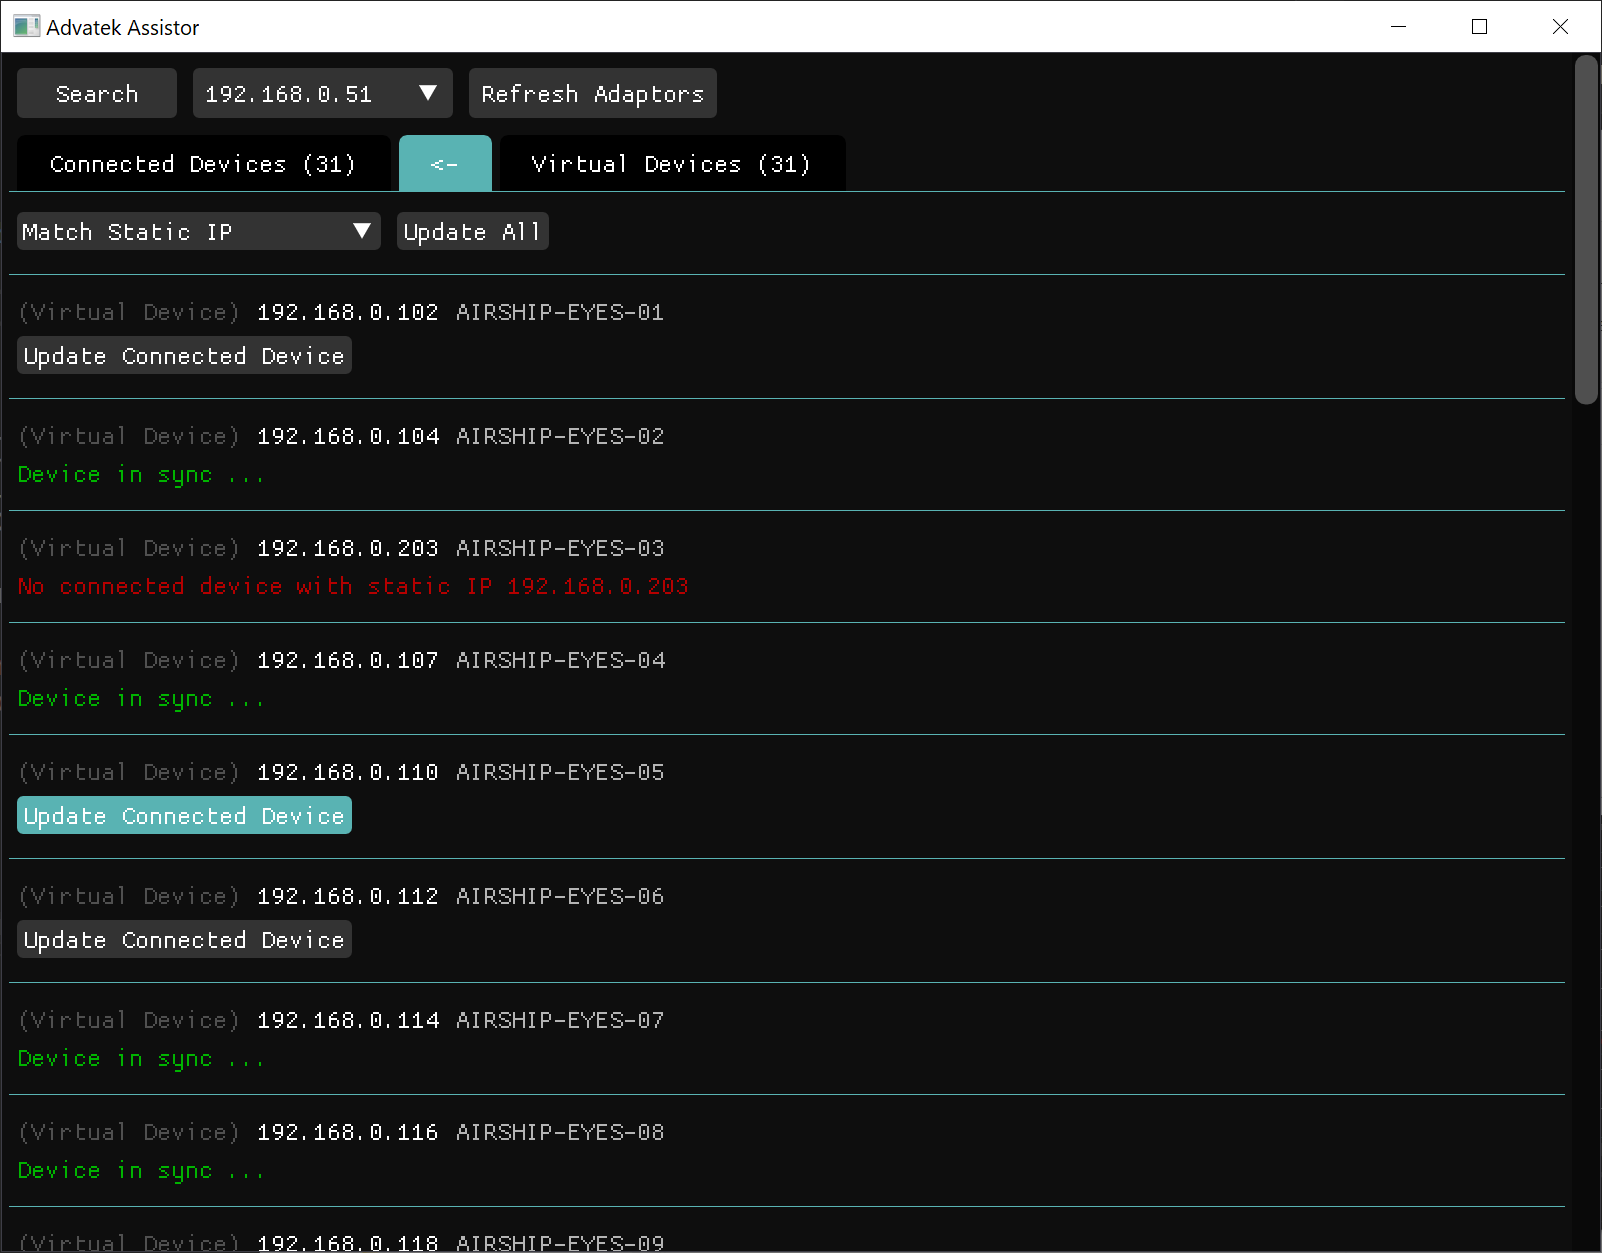 Advatek Assistor
Search 192.168.0.51 Refresh Adaptors
Connected Devices (31) <- Virtual Devices (31)
Match Static IP Update All
(Virtual Device) 192.168.0.102 AIRSHIP-EYES-01
Update Connected Device
(Virtual Device) 192.168.0.104 AIRSHIP-EYES-02
Device in sync ...
(Virtual Device) 192.168.0.203 AIRSHIP-EYES-03
No connected device with static IP 192.168.0.203
(Virtual Device) 192.168.0.107 AIRSHIP-EYES-04
Device in sync ...
(Virtual Device) 192.168.0.110 AIRSHIP-EYES-05
Update Connected Device
(Virtual Device) 192.168.0.112 AIRSHIP-EYES-06
Update Connected Device
(Virtual Device) 192.168.0.114 AIRSHIP-EYES-07
Device in sync ...
(Virtual Device) 192.168.0.116 AIRSHIP-EYES-08
Device in sync ...
(Virtual Device) 192.168.0.118 AIRSHIP-EYES-09